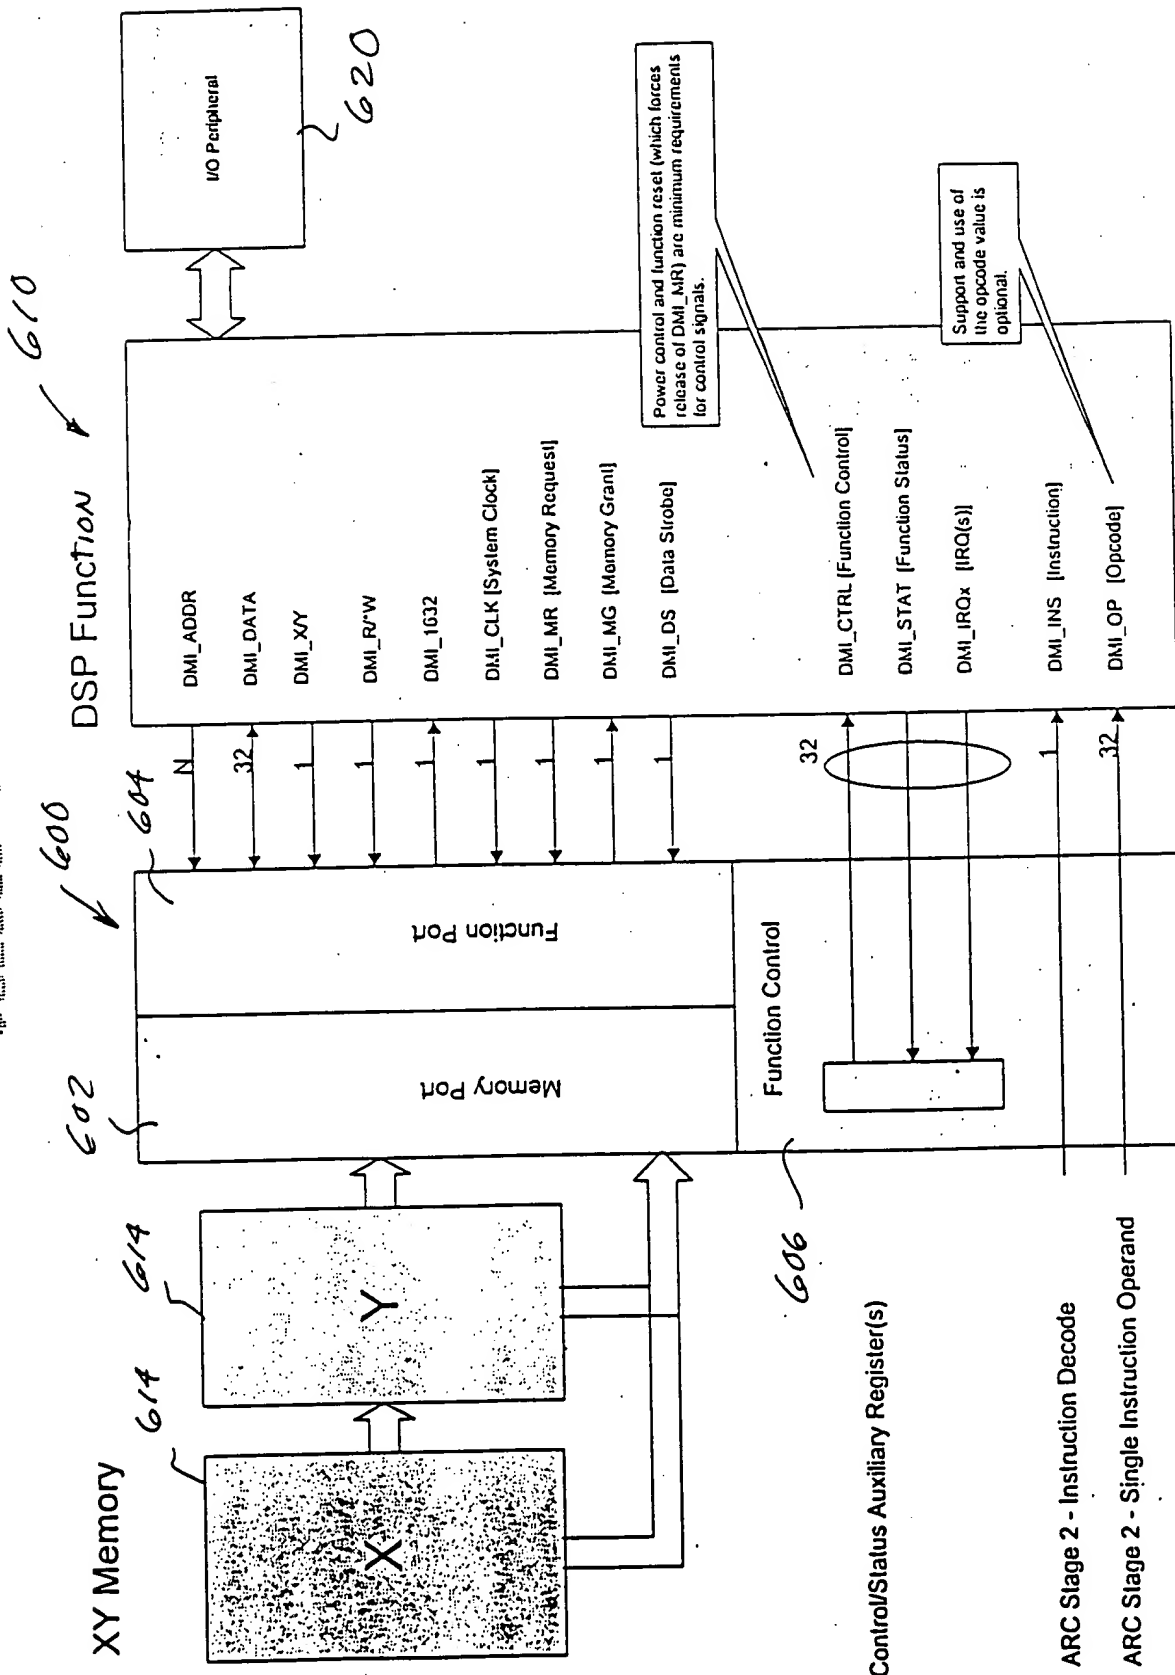 XY Memory
614
X
614
Y
602
Memory Port
600
604
Function Port
Function Control
606
Control/Status Auxiliary Register(s)
ARC Stage 2 - Instruction Decode
ARC Stage 2 - Single Instruction Operand
N
32
1
1
1
1
1
1
1
32
1
32
DSP Function
610
DMI_ADDR
DMI_DATA
DMI_X/Y
DMI_R/*W
DMI_1632
DMI_CLK [System Clock]
DMI_MR [Memory Request]
DMI_MG [Memory Grant]
DMI_DS [Data Strobe]
DMI_CTRL [Function Control]
DMI_STAT [Function Status]
DMI_IRQx [IRQ(s)]
DMI_INS [Instruction]
DMI_OP [Opcode]
I/O Peripheral
620
Power control and function reset (which forces
release of DMI_MR) are minimum requirements
for control signals.
Support and use of
the opcode value is
optional.